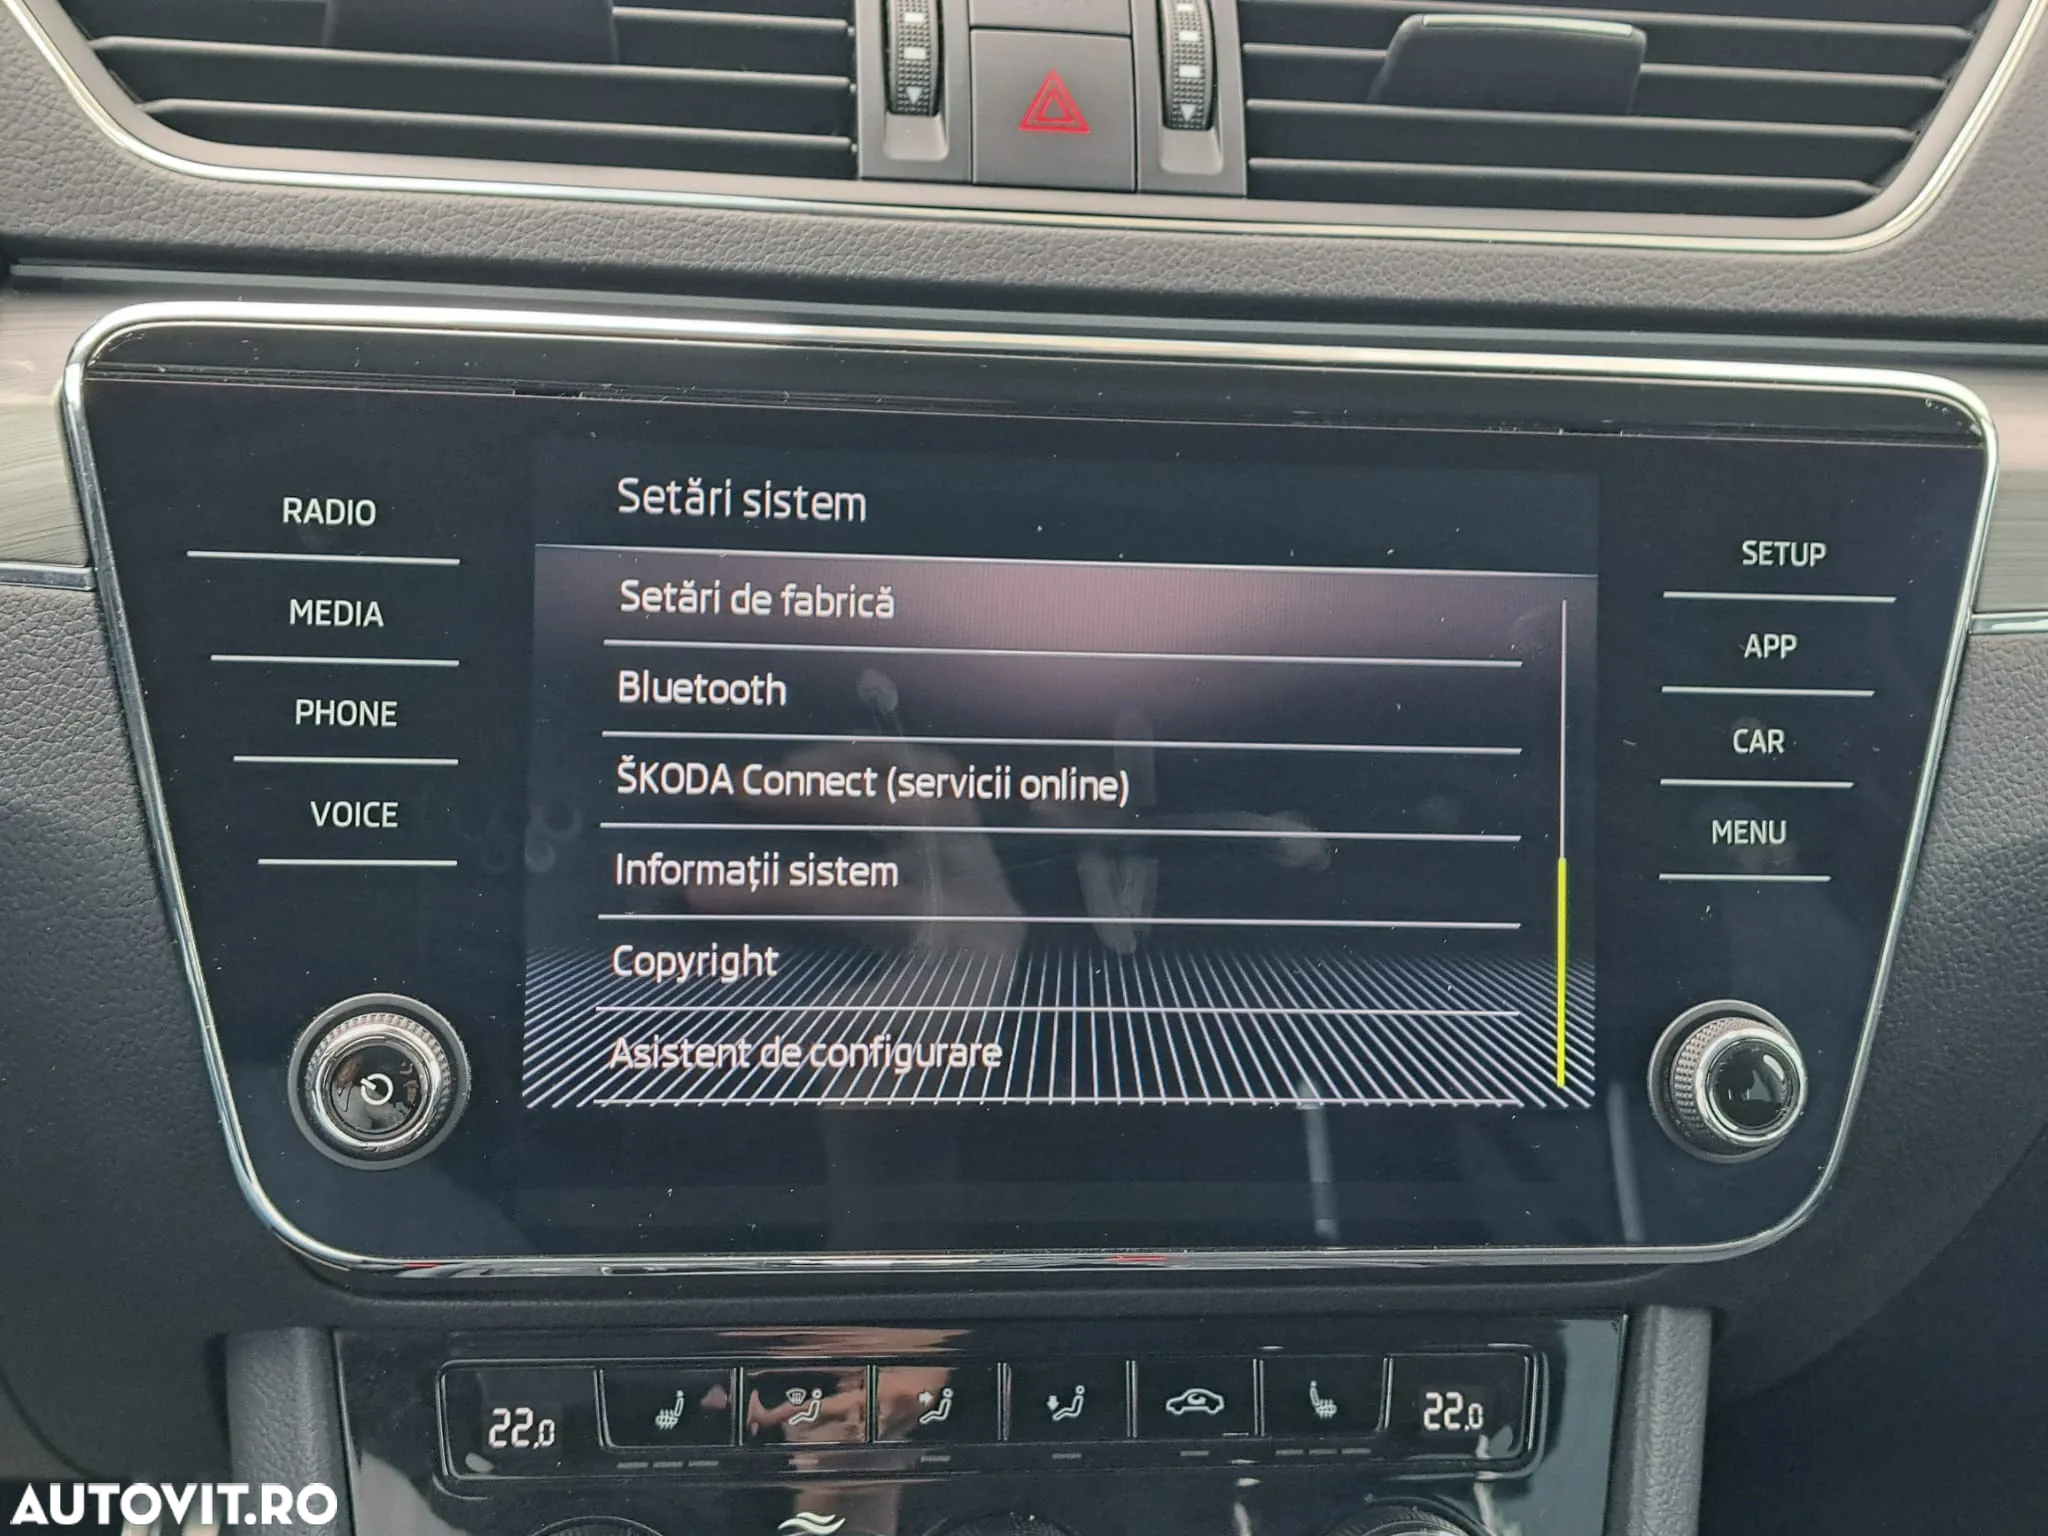 Setări sistem
RADIO
MEDIA
PHONE
VOICE
Setări de fabrică
Bluetooth
ŠKODA Connect (servicii online)
Informații sistem
Copyright
Asistent de configurare
SETUP
APP
CAR
MENU
22.0
22.0
AUTOVIT.RO